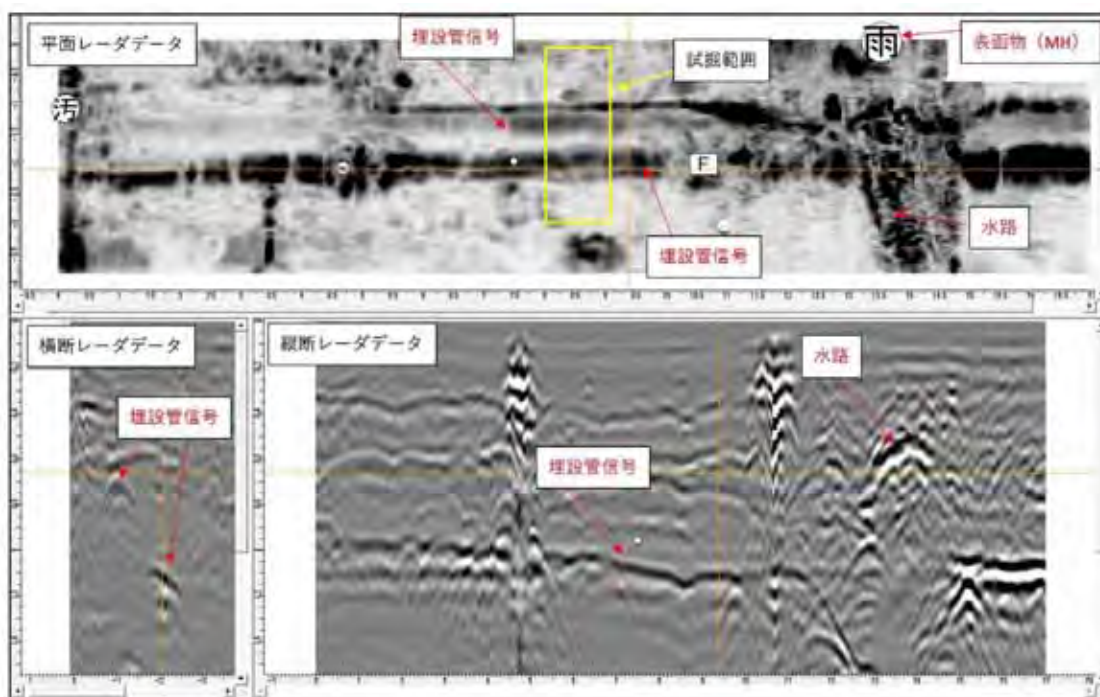 平面レーダデータ
埋設管信号
試掘範囲
雨
表面物（MH）
汚
F
水路
埋設管信号
横断レーダデータ
縦断レーダデータ
水路
埋設管信号
埋設管信号